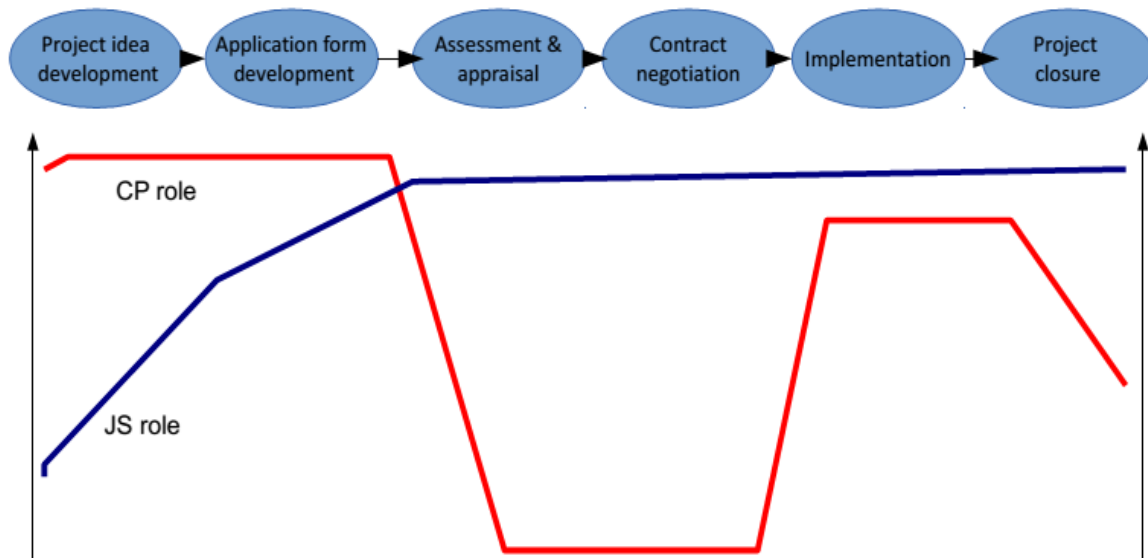 Project idea
development
Application form
development
Assessment &
appraisal
Contract
negotiation
Implementation
Project
closure
CP role
JS role